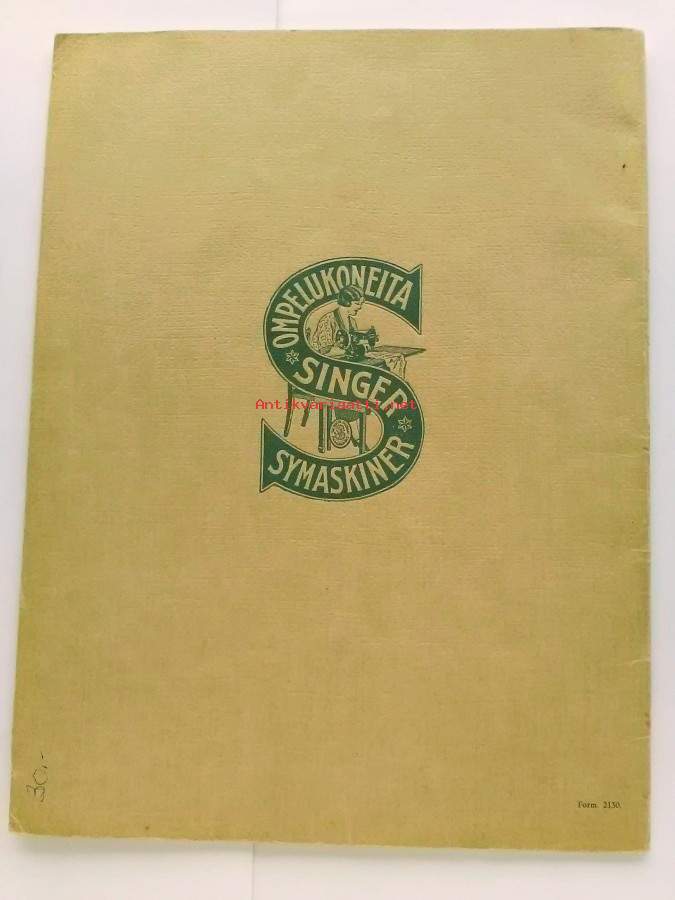 OMPELUKONEITA
SINGER
Antikvariaatti.net
SYMASKINER
30,-
Form. 2130.